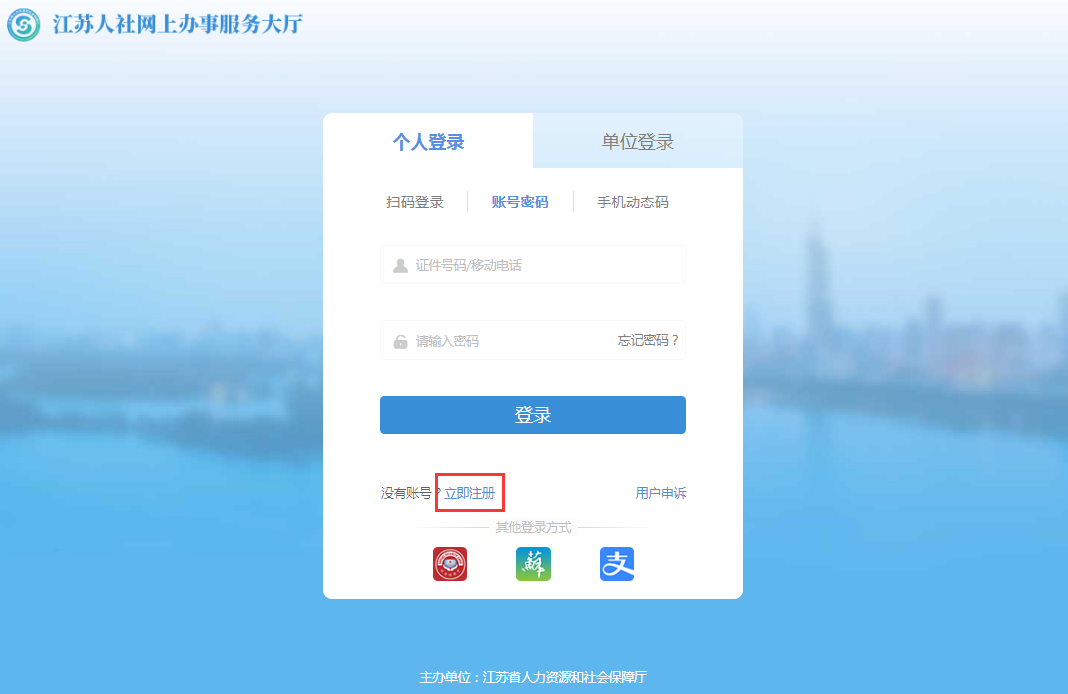 江苏人社网上办事服务大厅
个人登录 单位登录
扫码登录 账号密码 手机动态码
证件号码/移动电话
请输入密码 忘记密码？
登录
没有账号？立即注册 用户申诉
其他登录方式
蘇 支
主办单位：江苏省人力资源和社会保障厅